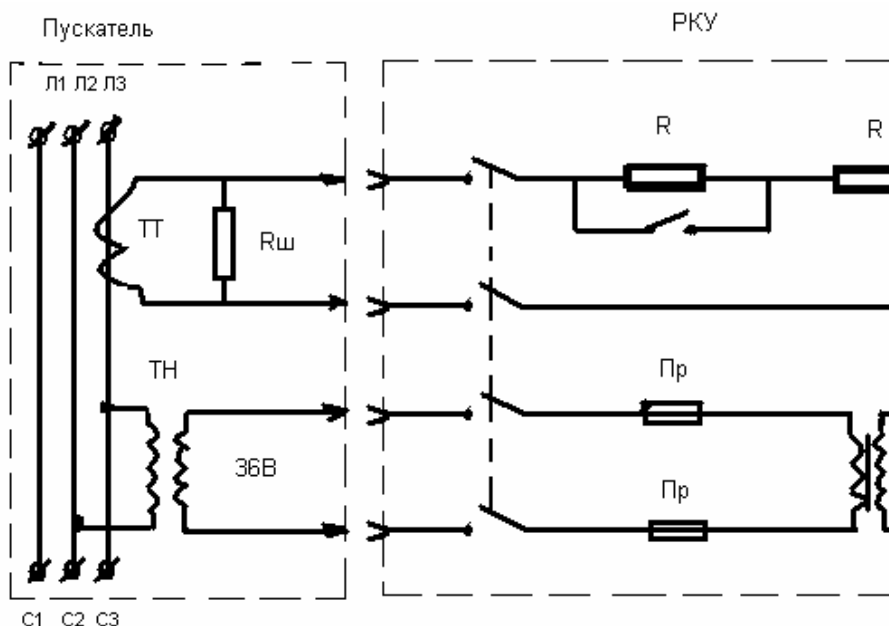 Пускатель
РКУ
Л1 Л2 Л3
R
R
ТТ
Rш
ТН
Пр
36В
Пр
С1 С2 С3